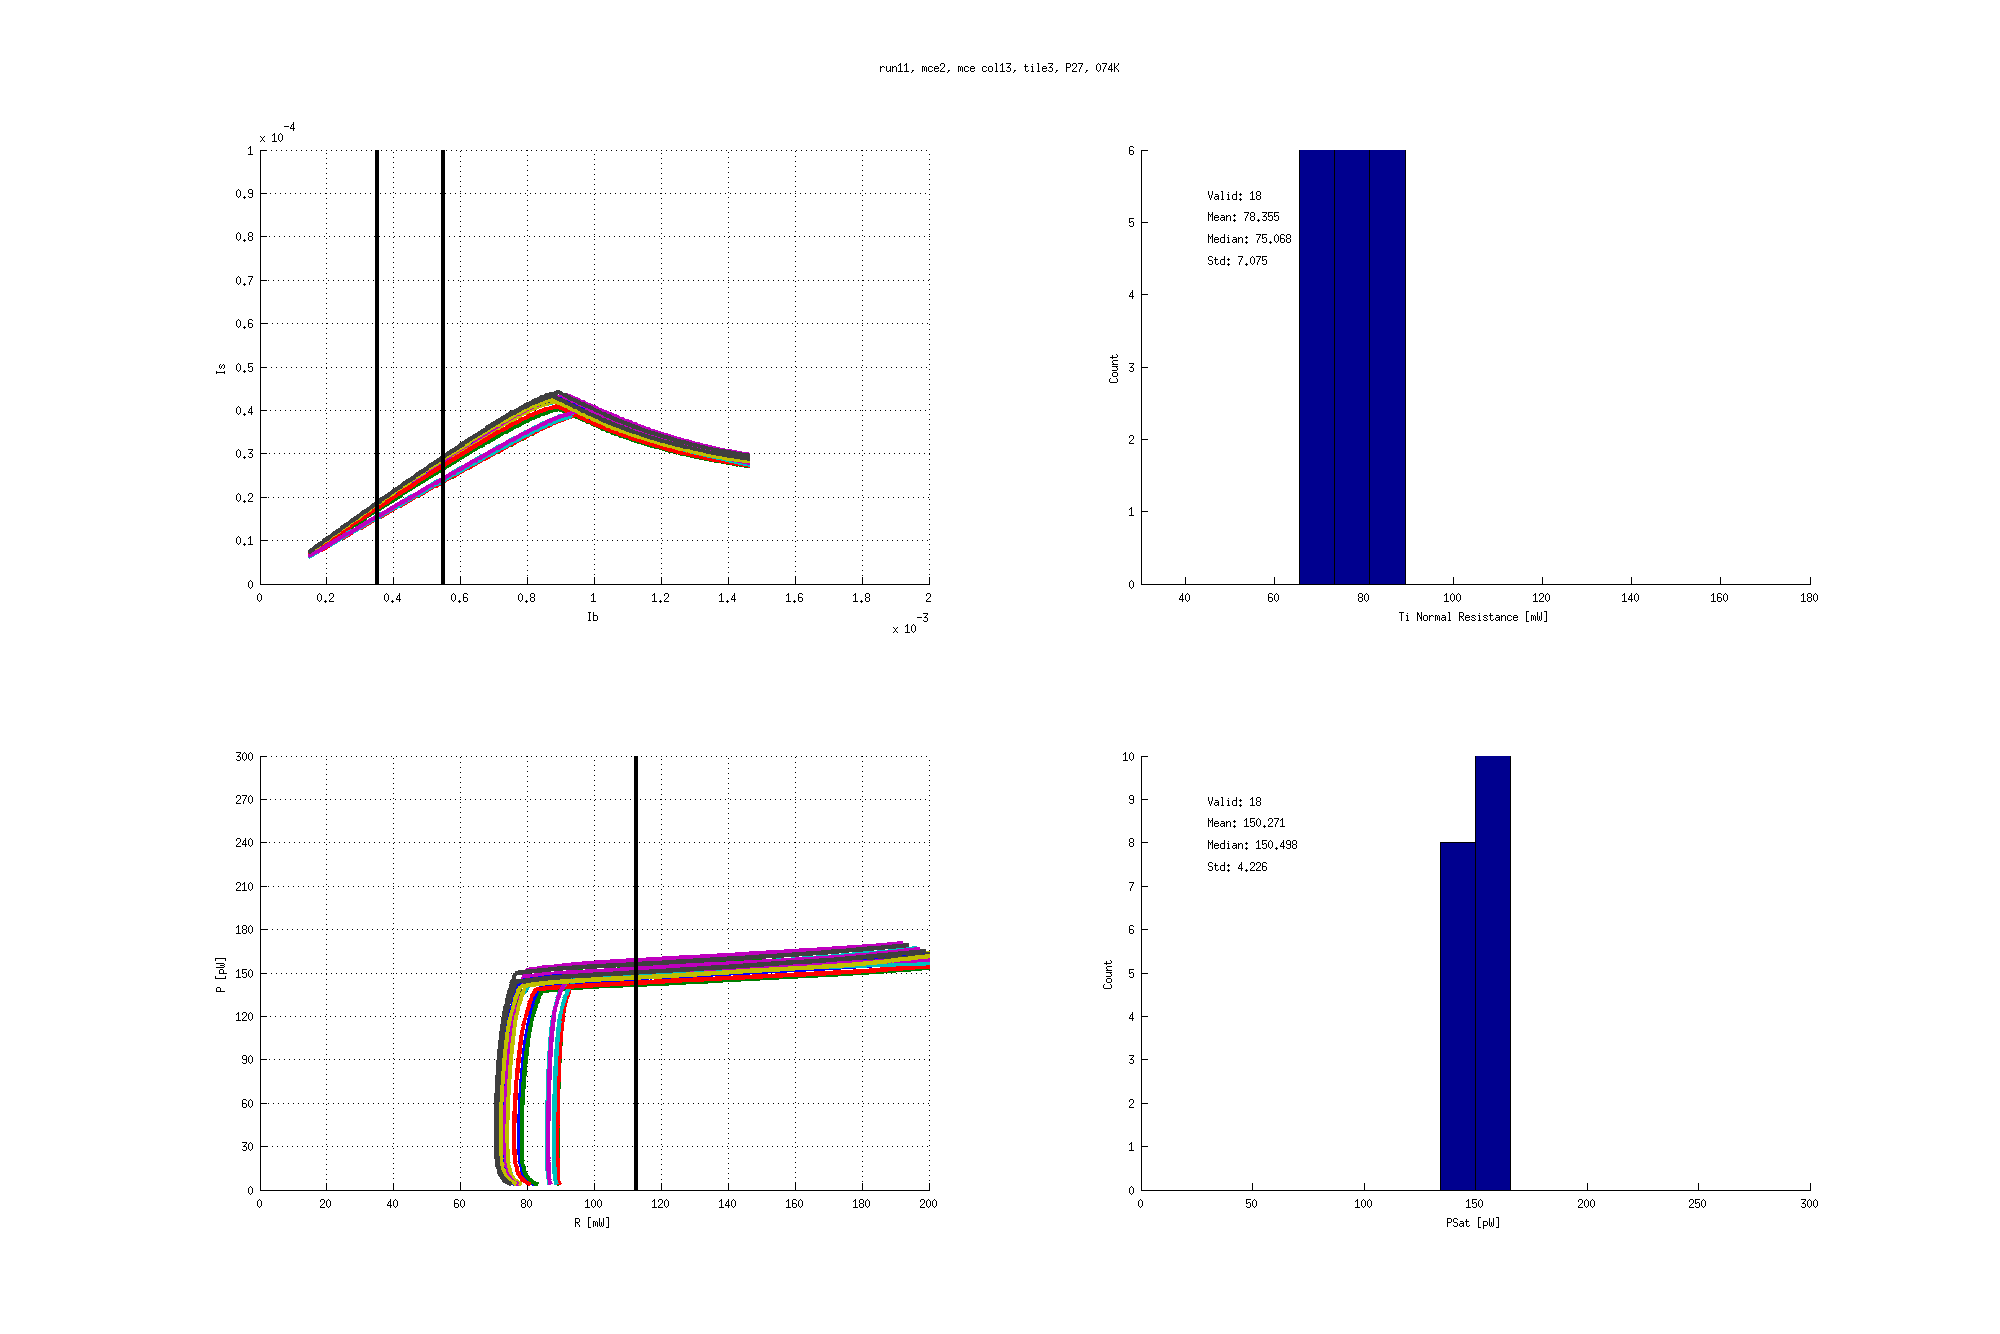 run11, mce2, mce col13, tile3, P27, 074K
x 10^-4
1
0.9
0.8
0.7
0.6
0.5
0.4
0.3
0.2
0.1
0
Is
0 0.2 0.4 0.6 0.8 1 1.2 1.4 1.6 1.8 2
Ib
x 10^-3
6
5
4
3
2
1
0
Count
Valid: 18
Mean: 78.355
Median: 75.068
Std: 7.075
40 60 80 100 120 140 160 180
Ti Normal Resistance [mW]
300
270
240
210
180
150
120
90
60
30
0
P [pW]
0 20 40 60 80 100 120 140 160 180 200
R [mW]
10
9
8
7
6
5
4
3
2
1
0
Count
Valid: 18
Mean: 150.271
Median: 150.498
Std: 4.226
0 50 100 150 200 250 300
PSat [pW]